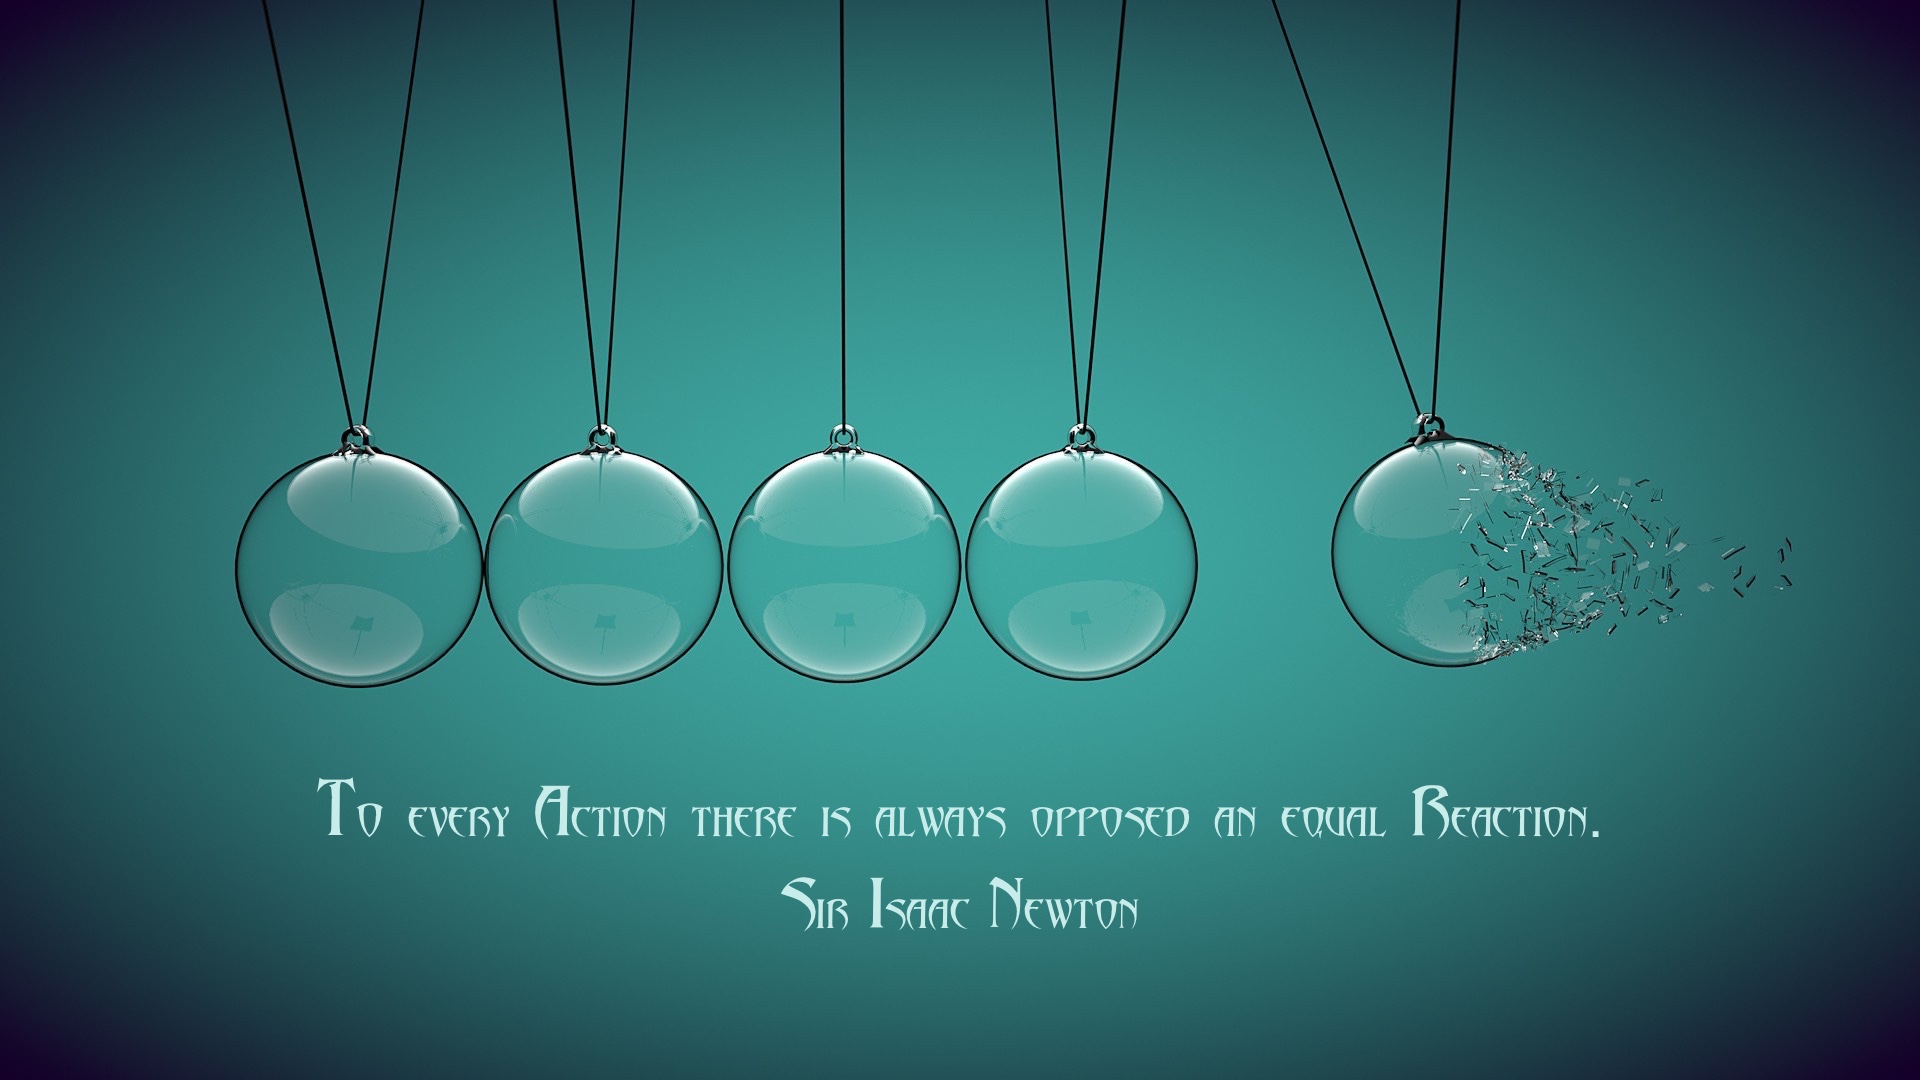 To every Action there is always opposed an equal Reaction.
Sir Isaac Newton